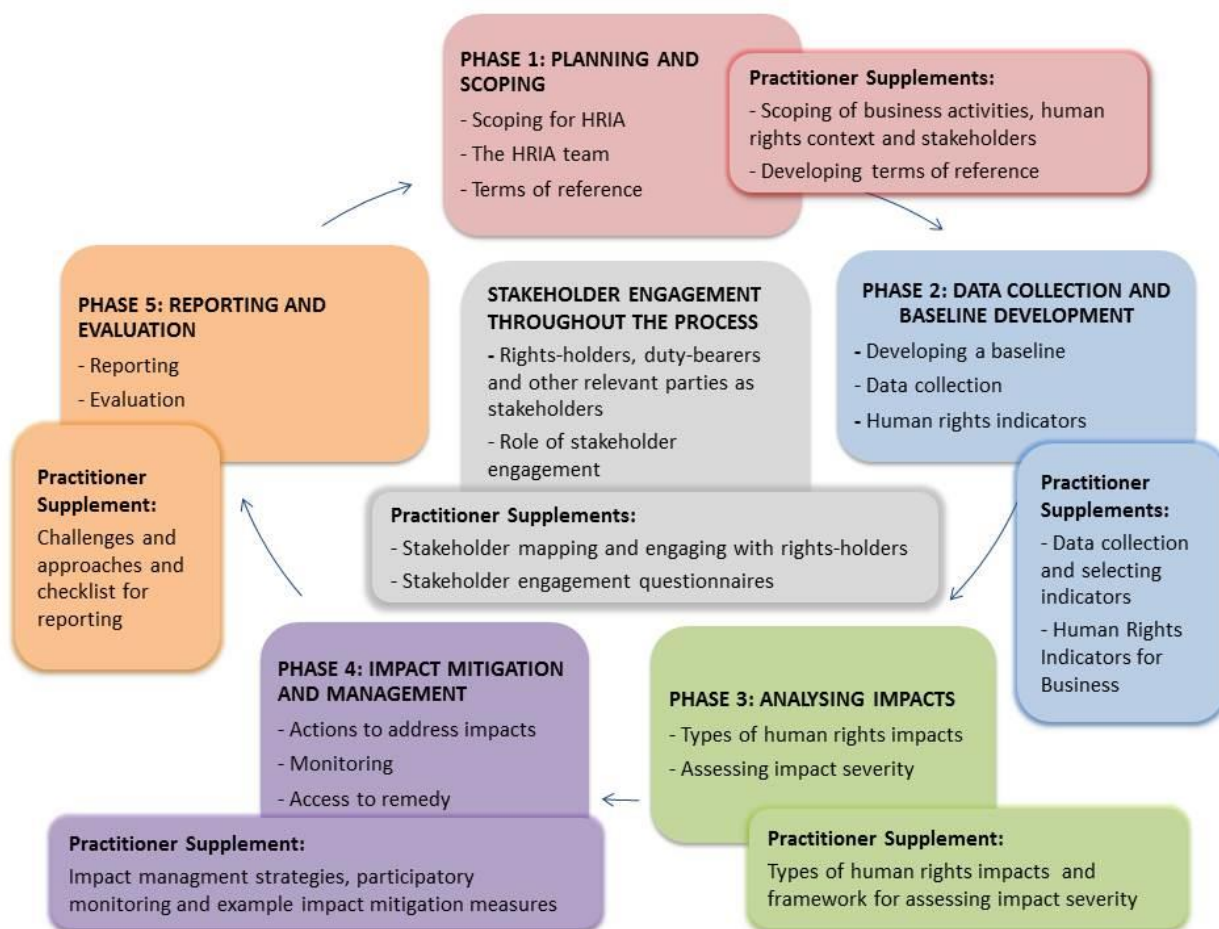 PHASE 1: PLANNING AND
SCOPING
- Scoping for HRIA
- The HRIA team
- Terms of reference
Practitioner Supplements:
- Scoping of business activities, human
rights context and stakeholders
- Developing terms of reference
PHASE 2: DATA COLLECTION AND
BASELINE DEVELOPMENT
- Developing a baseline
- Data collection
- Human rights indicators
Practitioner
Supplements:
- Data collection
and selecting
indicators
- Human Rights
Indicators for
Business
PHASE 3: ANALYSING IMPACTS
- Types of human rights impacts
- Assessing impact severity
Practitioner Supplement:
Types of human rights impacts and
framework for assessing impact severity
PHASE 4: IMPACT MITIGATION
AND MANAGEMENT
- Actions to address impacts
- Monitoring
- Access to remedy
Practitioner Supplement:
Impact managment strategies, participatory
monitoring and example impact mitigation measures
PHASE 5: REPORTING AND
EVALUATION
- Reporting
- Evaluation
Practitioner
Supplement:
Challenges and
approaches and
checklist for
reporting
STAKEHOLDER ENGAGEMENT
THROUGHOUT THE PROCESS
- Rights-holders, duty-bearers
and other relevant parties as
stakeholders
- Role of stakeholder
engagement
Practitioner Supplements:
- Stakeholder mapping and engaging with rights-holders
- Stakeholder engagement questionnaires